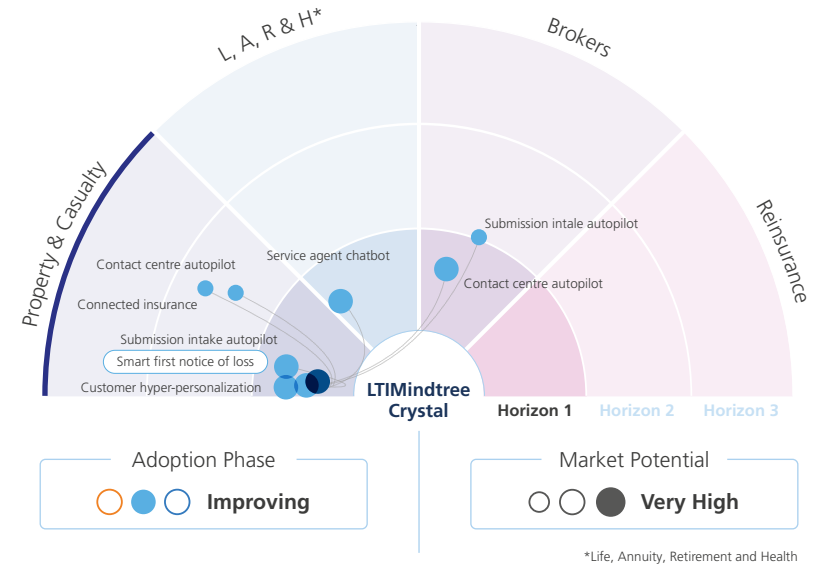 L, A, R & H*
Brokers
Property & Casualty
Reinsurance
Submission intale autopilot
Service agent chatbot
Contact centre autopilot
Contact centre autopilot
Connected insurance
Submission intake autopilot
Smart first notice of loss
Customer hyper-personalization
LTIMindtree
Crystal
Horizon 1
Horizon 2
Horizon 3
Adoption Phase
Improving
Market Potential
Very High
*Life, Annuity, Retirement and Health